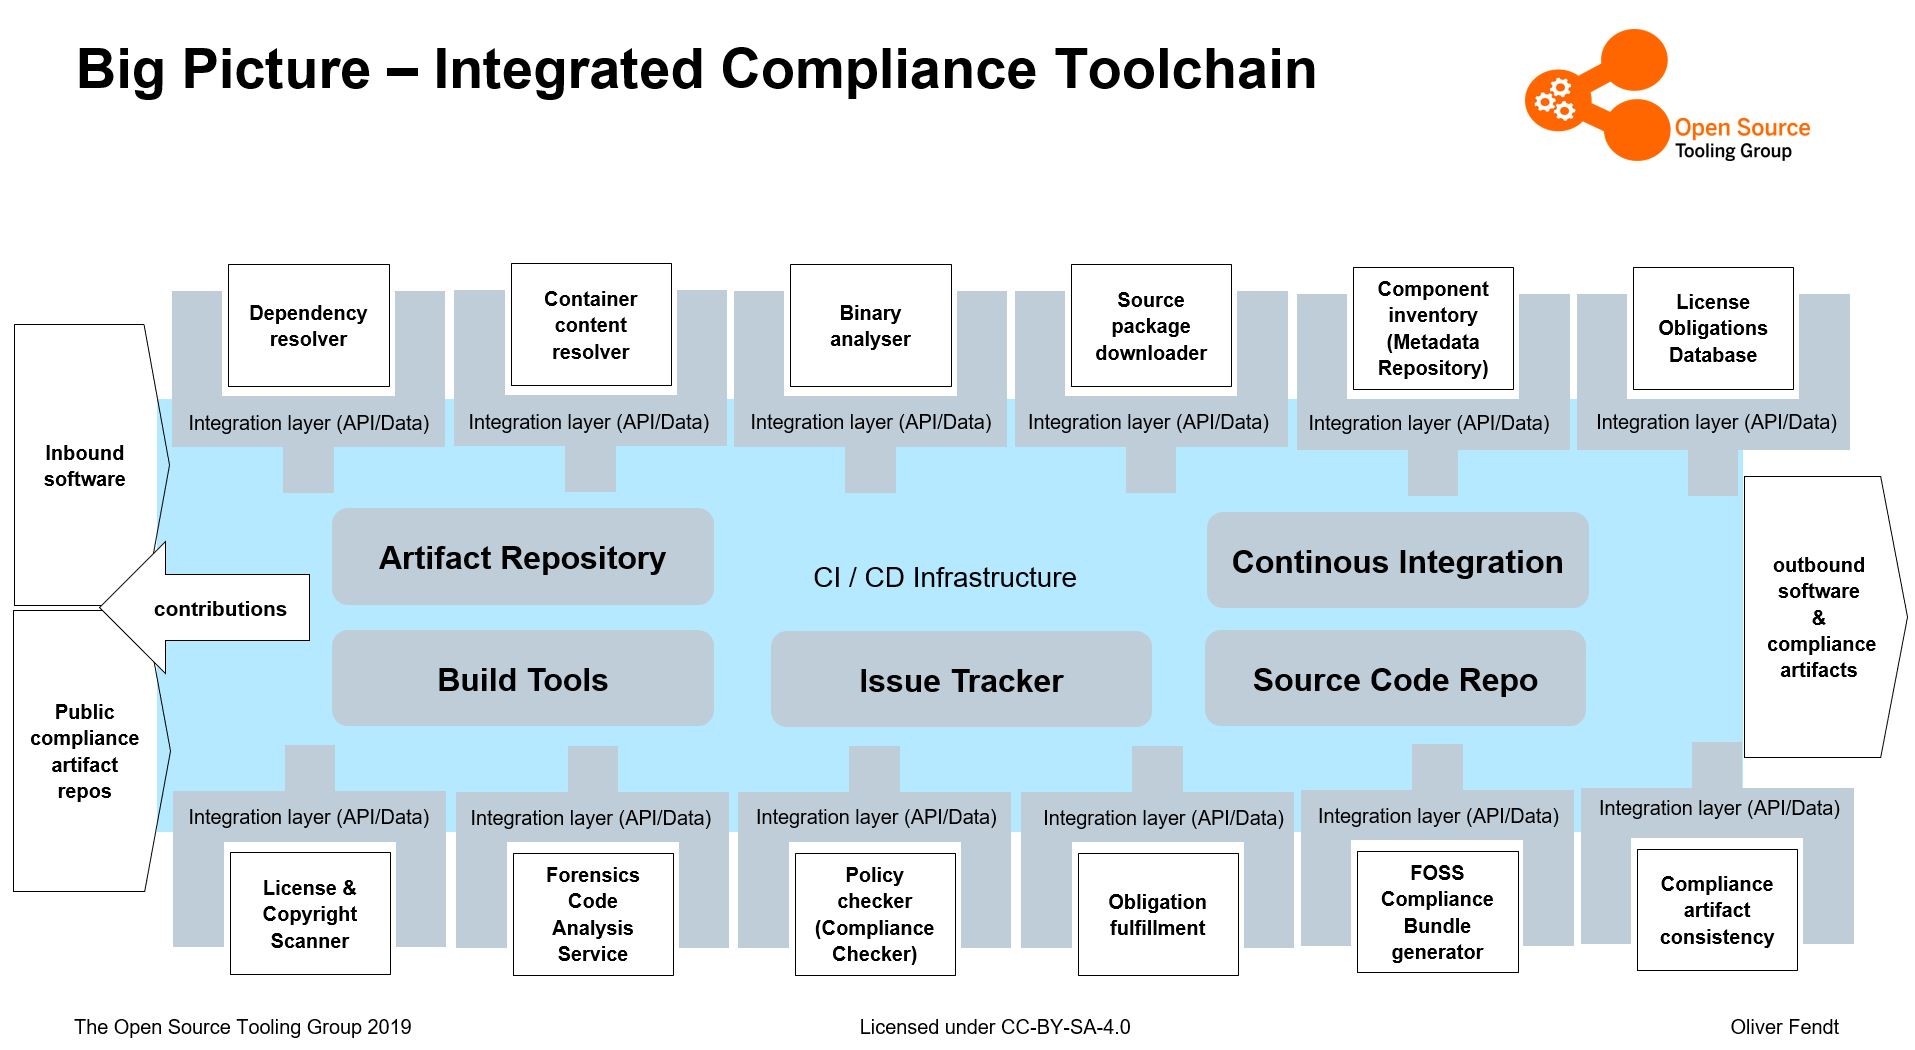 Big Picture – Integrated Compliance Toolchain
Open Source
Tooling Group
Dependency
resolver
Container
content
resolver
Binary
analyser
Source
package
downloader
Component
inventory
(Metadata
Repository)
License
Obligations
Database
Integration layer (API/Data)
Integration layer (API/Data)
Integration layer (API/Data)
Integration layer (API/Data)
Integration layer (API/Data)
Integration layer (API/Data)
Inbound
software
contributions
Public
compliance
artifact
repos
Artifact Repository
CI / CD Infrastructure
Continous Integration
Build Tools
Issue Tracker
Source Code Repo
outbound
software
&
compliance
artifacts
Integration layer (API/Data)
Integration layer (API/Data)
Integration layer (API/Data)
Integration layer (API/Data)
Integration layer (API/Data)
Integration layer (API/Data)
License &
Copyright
Scanner
Forensics
Code
Analysis
Service
Policy
checker
(Compliance
Checker)
Obligation
fulfillment
FOSS
Compliance
Bundle
generator
Compliance
artifact
consistency
The Open Source Tooling Group 2019
Licensed under CC-BY-SA-4.0
Oliver Fendt